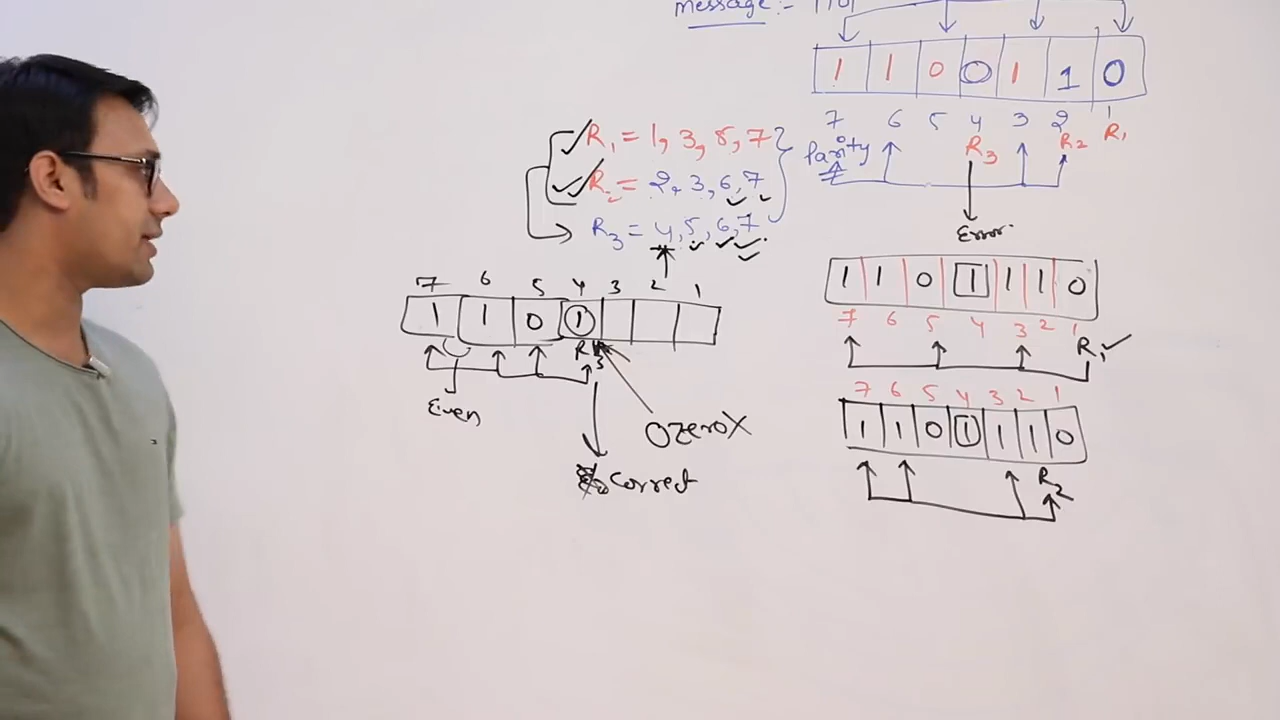 message:- 1101
1 1 0 0 1 1 0
7 6 5 4 3 2 1
R3 R2 R1
Parity
Error.
R1 = 1, 3, 5, 7
R2 = 2, 3, 6, 7
R3 = 4, 5, 6, 7
7 6 5 4 3 2 1
1 1 0 1
R3
Even
0 zero X
Correct
1 1 0 1 1 1 0
7 6 5 4 3 2 1
R1
7 6 5 4 3 2 1
1 1 0 1 1 1 0
R2